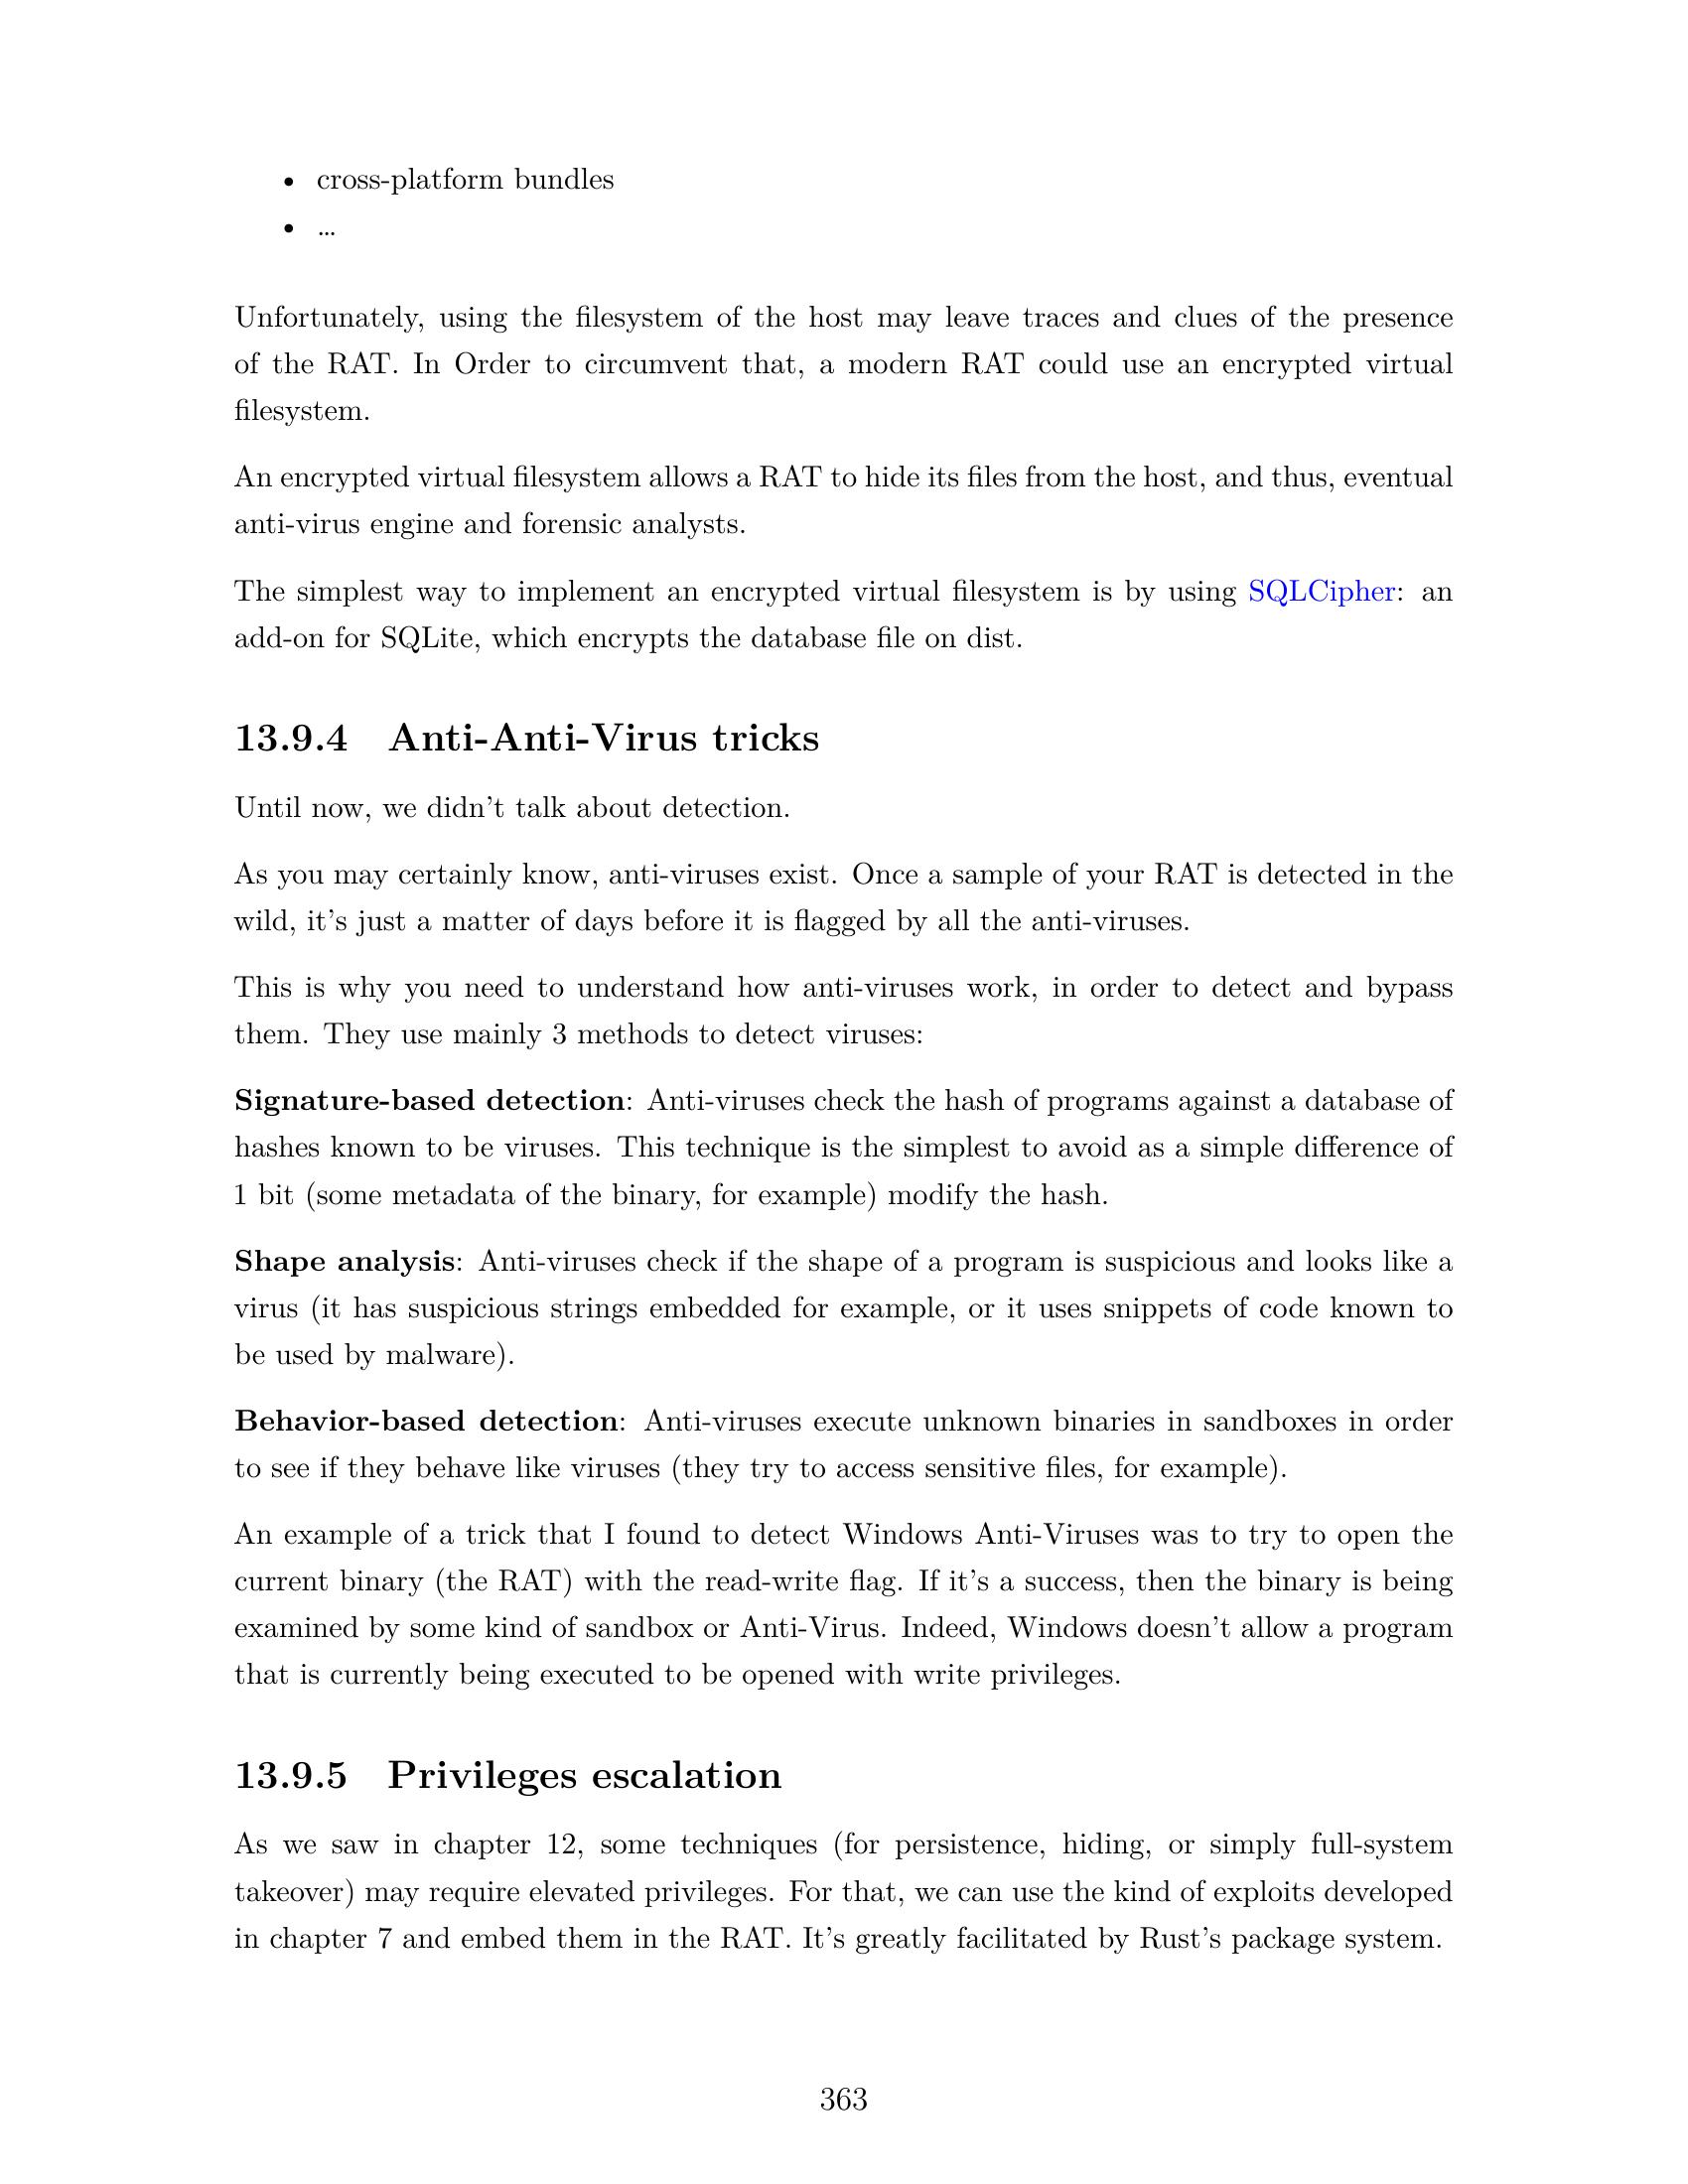 • cross-platform bundles
• …
Unfortunately, using the filesystem of the host may leave traces and clues of the presence
of the RAT. In Order to circumvent that, a modern RAT could use an encrypted virtual
filesystem.
An encrypted virtual filesystem allows a RAT to hide its files from the host, and thus, eventual
anti-virus engine and forensic analysts.
The simplest way to implement an encrypted virtual filesystem is by using SQLCipher: an
add-on for SQLite, which encrypts the database file on dist.
13.9.4 Anti-Anti-Virus tricks
Until now, we didn't talk about detection.
As you may certainly know, anti-viruses exist. Once a sample of your RAT is detected in the
wild, it's just a matter of days before it is flagged by all the anti-viruses.
This is why you need to understand how anti-viruses work, in order to detect and bypass
them. They use mainly 3 methods to detect viruses:
Signature-based detection: Anti-viruses check the hash of programs against a database of
hashes known to be viruses. This technique is the simplest to avoid as a simple difference of
1 bit (some metadata of the binary, for example) modify the hash.
Shape analysis: Anti-viruses check if the shape of a program is suspicious and looks like a
virus (it has suspicious strings embedded for example, or it uses snippets of code known to
be used by malware).
Behavior-based detection: Anti-viruses execute unknown binaries in sandboxes in order
to see if they behave like viruses (they try to access sensitive files, for example).
An example of a trick that I found to detect Windows Anti-Viruses was to try to open the
current binary (the RAT) with the read-write flag. If it's a success, then the binary is being
examined by some kind of sandbox or Anti-Virus. Indeed, Windows doesn't allow a program
that is currently being executed to be opened with write privileges.
13.9.5 Privileges escalation
As we saw in chapter 12, some techniques (for persistence, hiding, or simply full-system
takeover) may require elevated privileges. For that, we can use the kind of exploits developed
in chapter 7 and embed them in the RAT. It's greatly facilitated by Rust's package system.
363